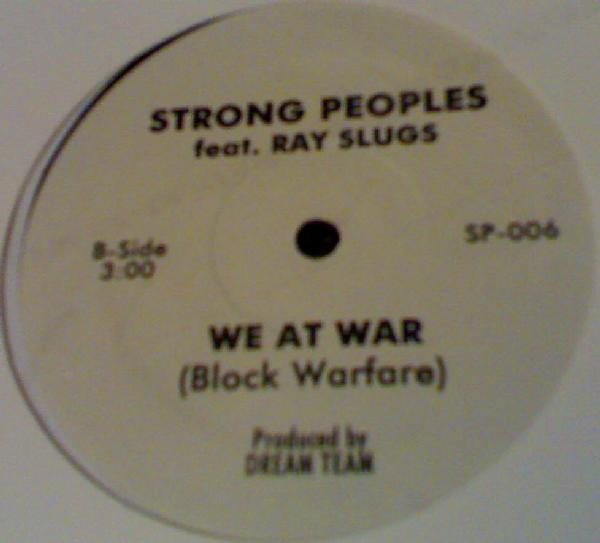 STRONG PEOPLES
feat. RAY SLUGS
B-Side
3:00
SP-006
WE AT WAR
(Block Warfare)
Produced by
DREAM TEAM